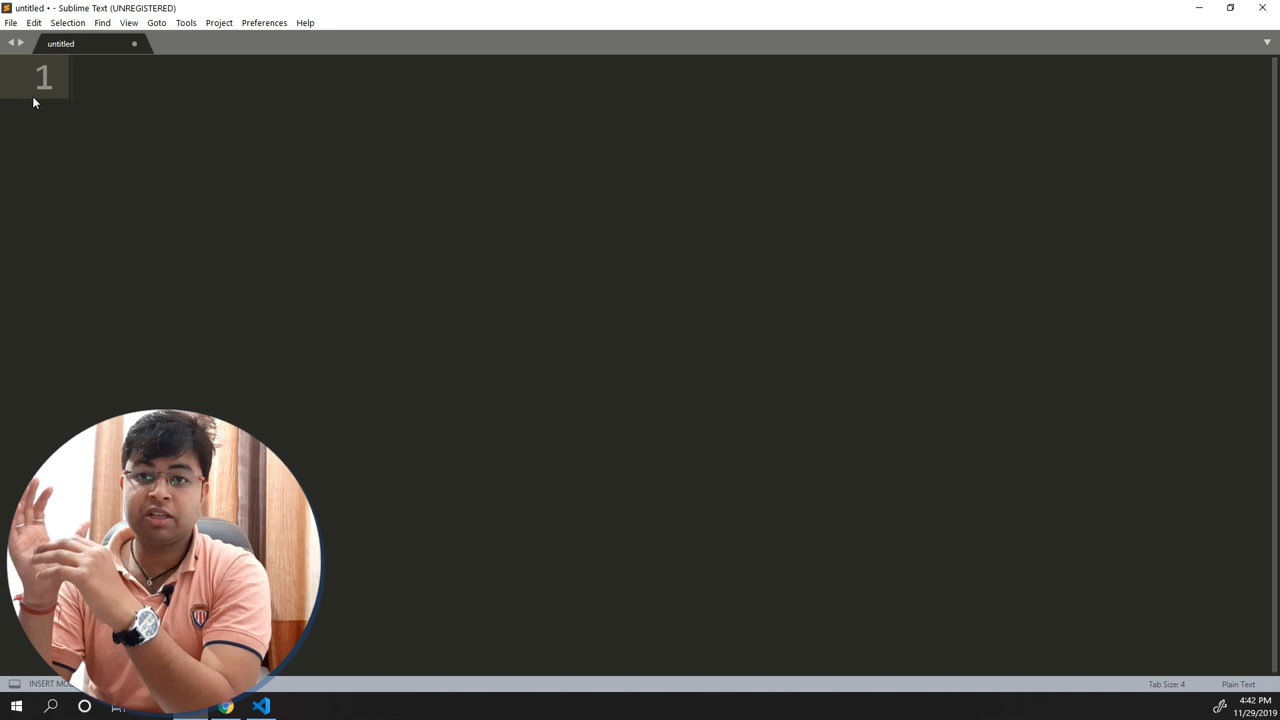 untitled • - Sublime Text (UNREGISTERED)
File Edit Selection Find View Goto Tools Project Preferences Help
untitled
1
INSERT
Tab Size: 4 Plain Text
4:42 PM
11/29/2019